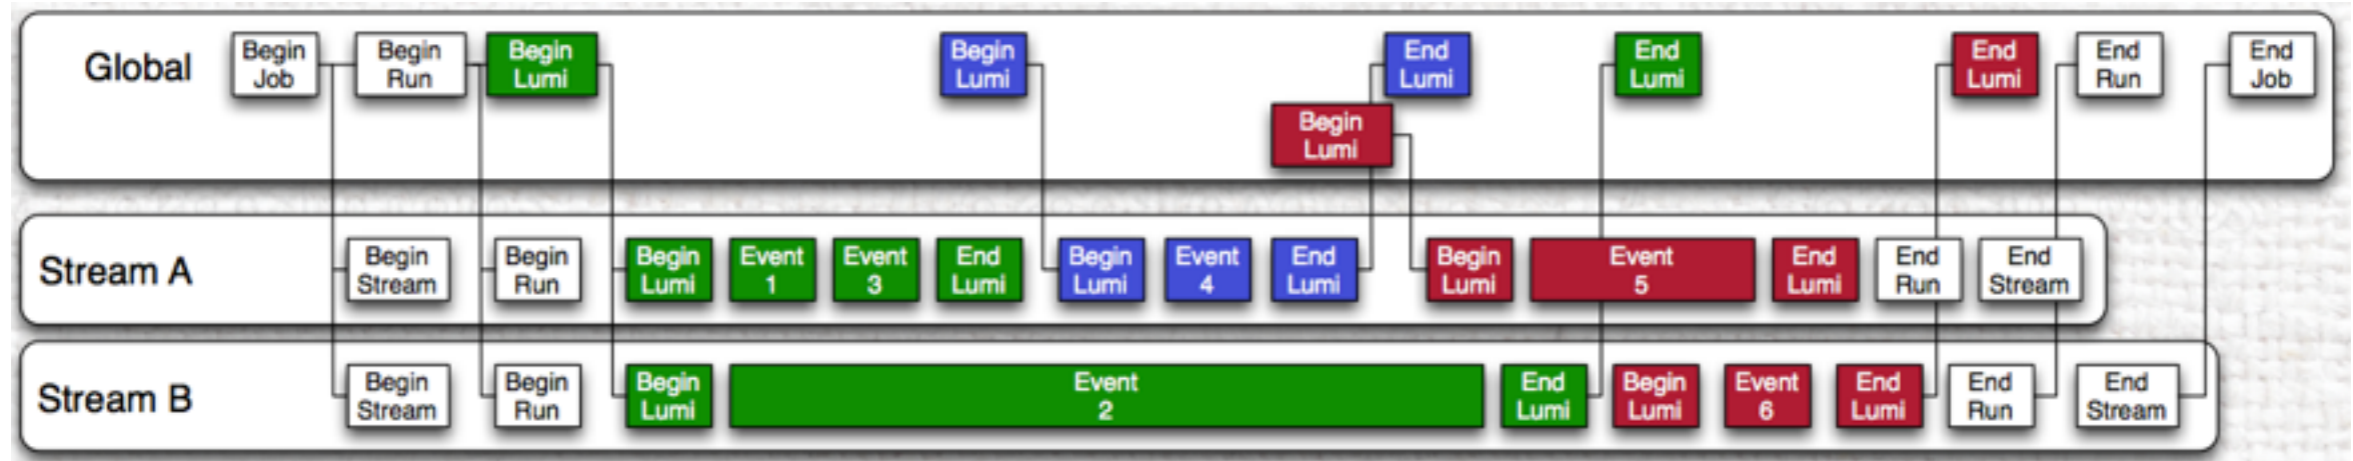 Global
Begin
Job
Begin
Run
Begin
Lumi
Begin
Lumi
End
Lumi
End
Lumi
End
Lumi
End
Run
End
Job
Begin
Lumi
Stream A
Begin
Stream
Begin
Run
Begin
Lumi
Event
1
Event
3
End
Lumi
Begin
Lumi
Event
4
End
Lumi
Begin
Lumi
Event
5
End
Lumi
End
Run
End
Stream
Stream B
Begin
Stream
Begin
Run
Begin
Lumi
Event
2
End
Lumi
Begin
Lumi
Event
6
End
Lumi
End
Run
End
Stream